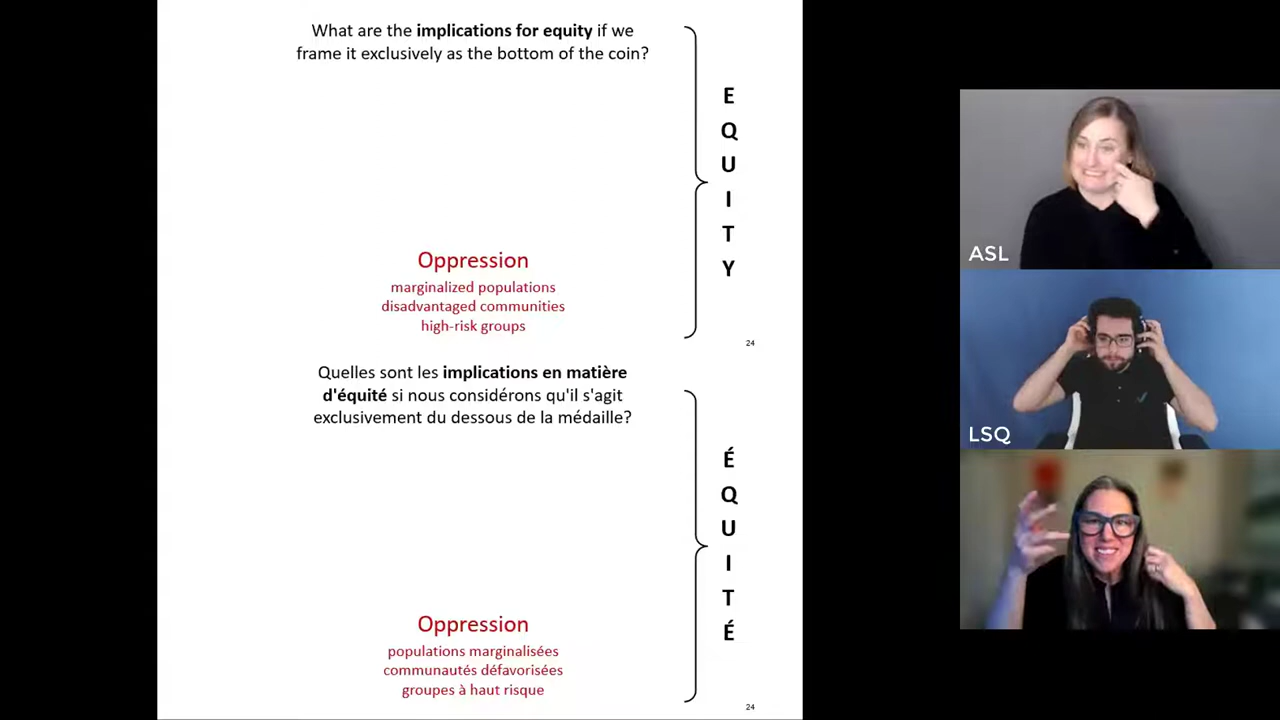 What are the implications for equity if we
frame it exclusively as the bottom of the coin?
E
Q
U
I
T
Y
Oppression
marginalized populations
disadvantaged communities
high-risk groups
24
Quelles sont les implications en matière
d'équité si nous considérons qu'il s'agit
exclusivement du dessous de la médaille?
É
Q
U
I
T
É
Oppression
populations marginalisées
communautés défavorisées
groupes à haut risque
24
ASL
LSQ